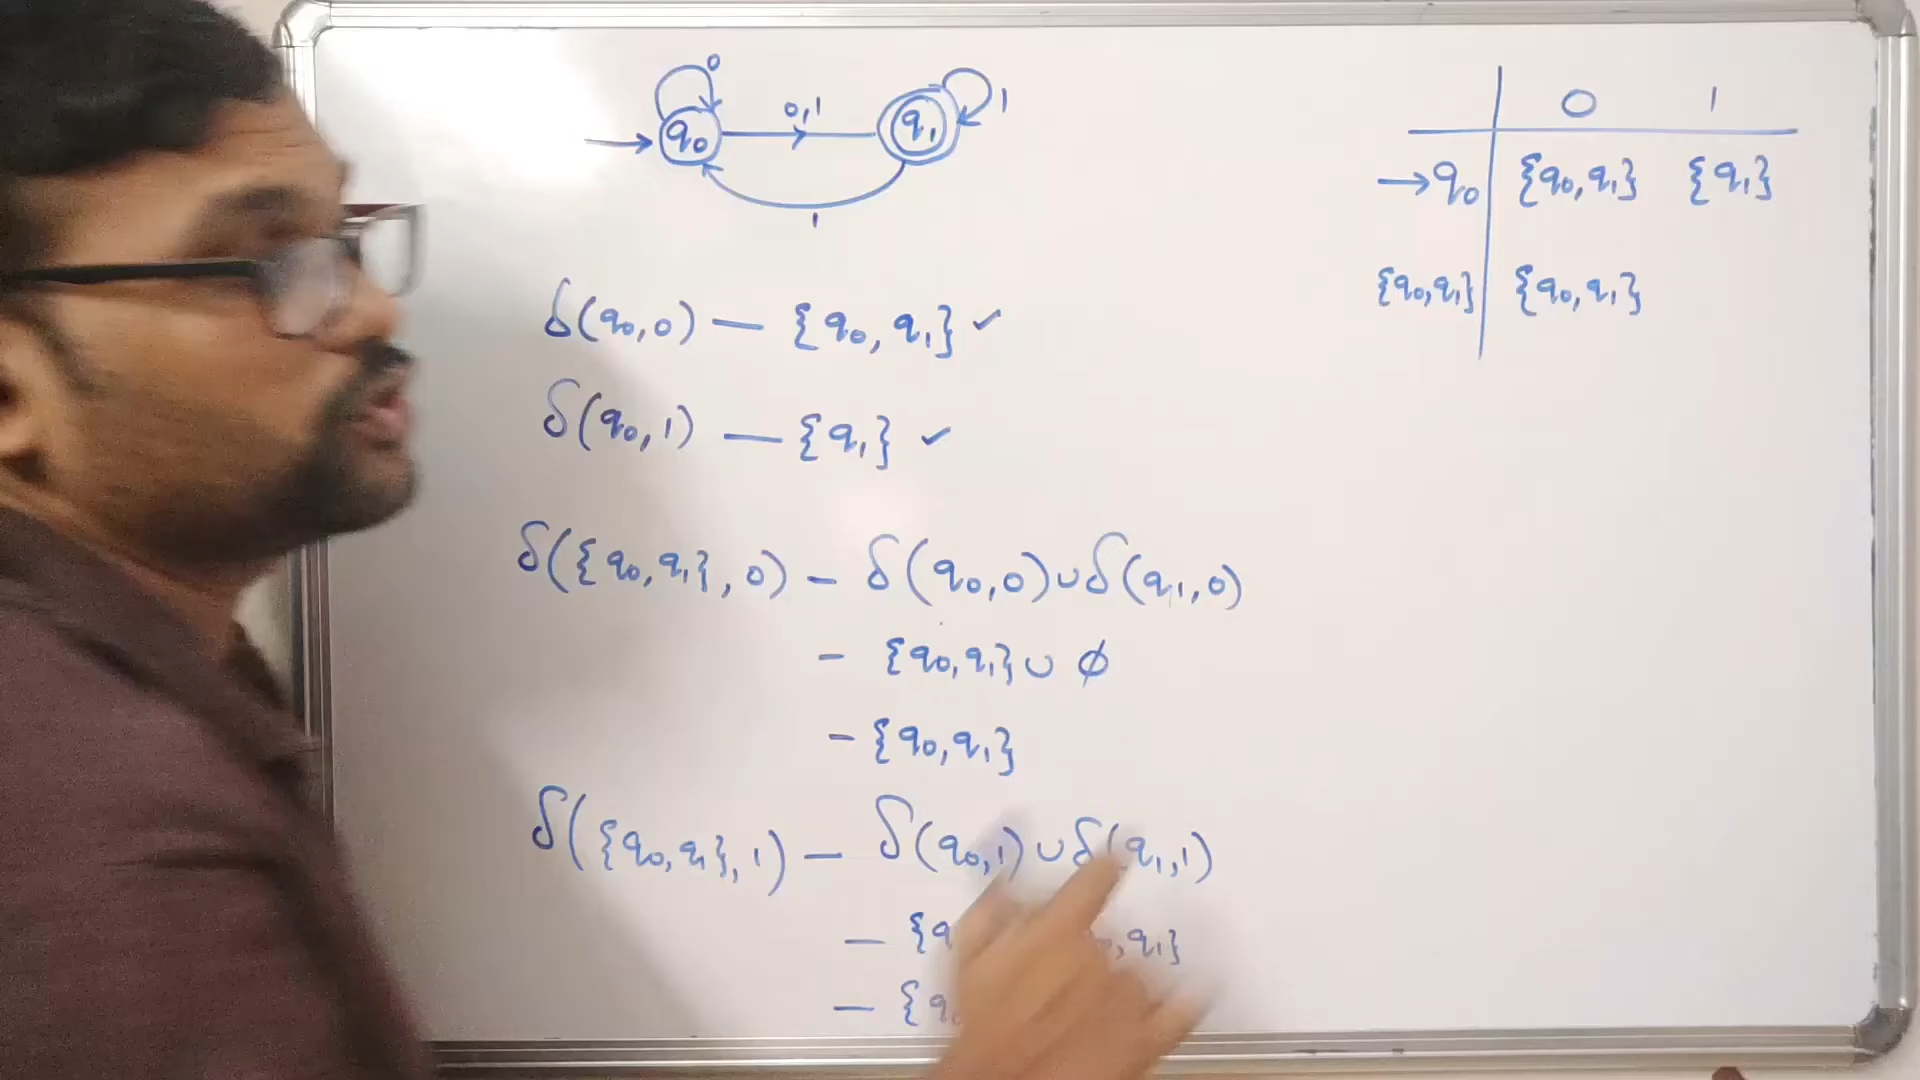 0
0,1
1
q₀
q₁
1
0 1
→q₀ {q₀, q₁} {q₁}
{q₀,q₁} {q₀, q₁}
δ(q₀,0) — {q₀, q₁} ✓
δ(q₀,1) — {q₁} ✓
δ({q₀,q₁},0) – δ(q₀,0)∪δ(q₁,0)
– {q₀,q₁}∪ ϕ
– {q₀,q₁}
δ({q₀,q₁},1) – δ(q₀,1)∪δ(q₁,1)
– {q ,q₁}
– {q